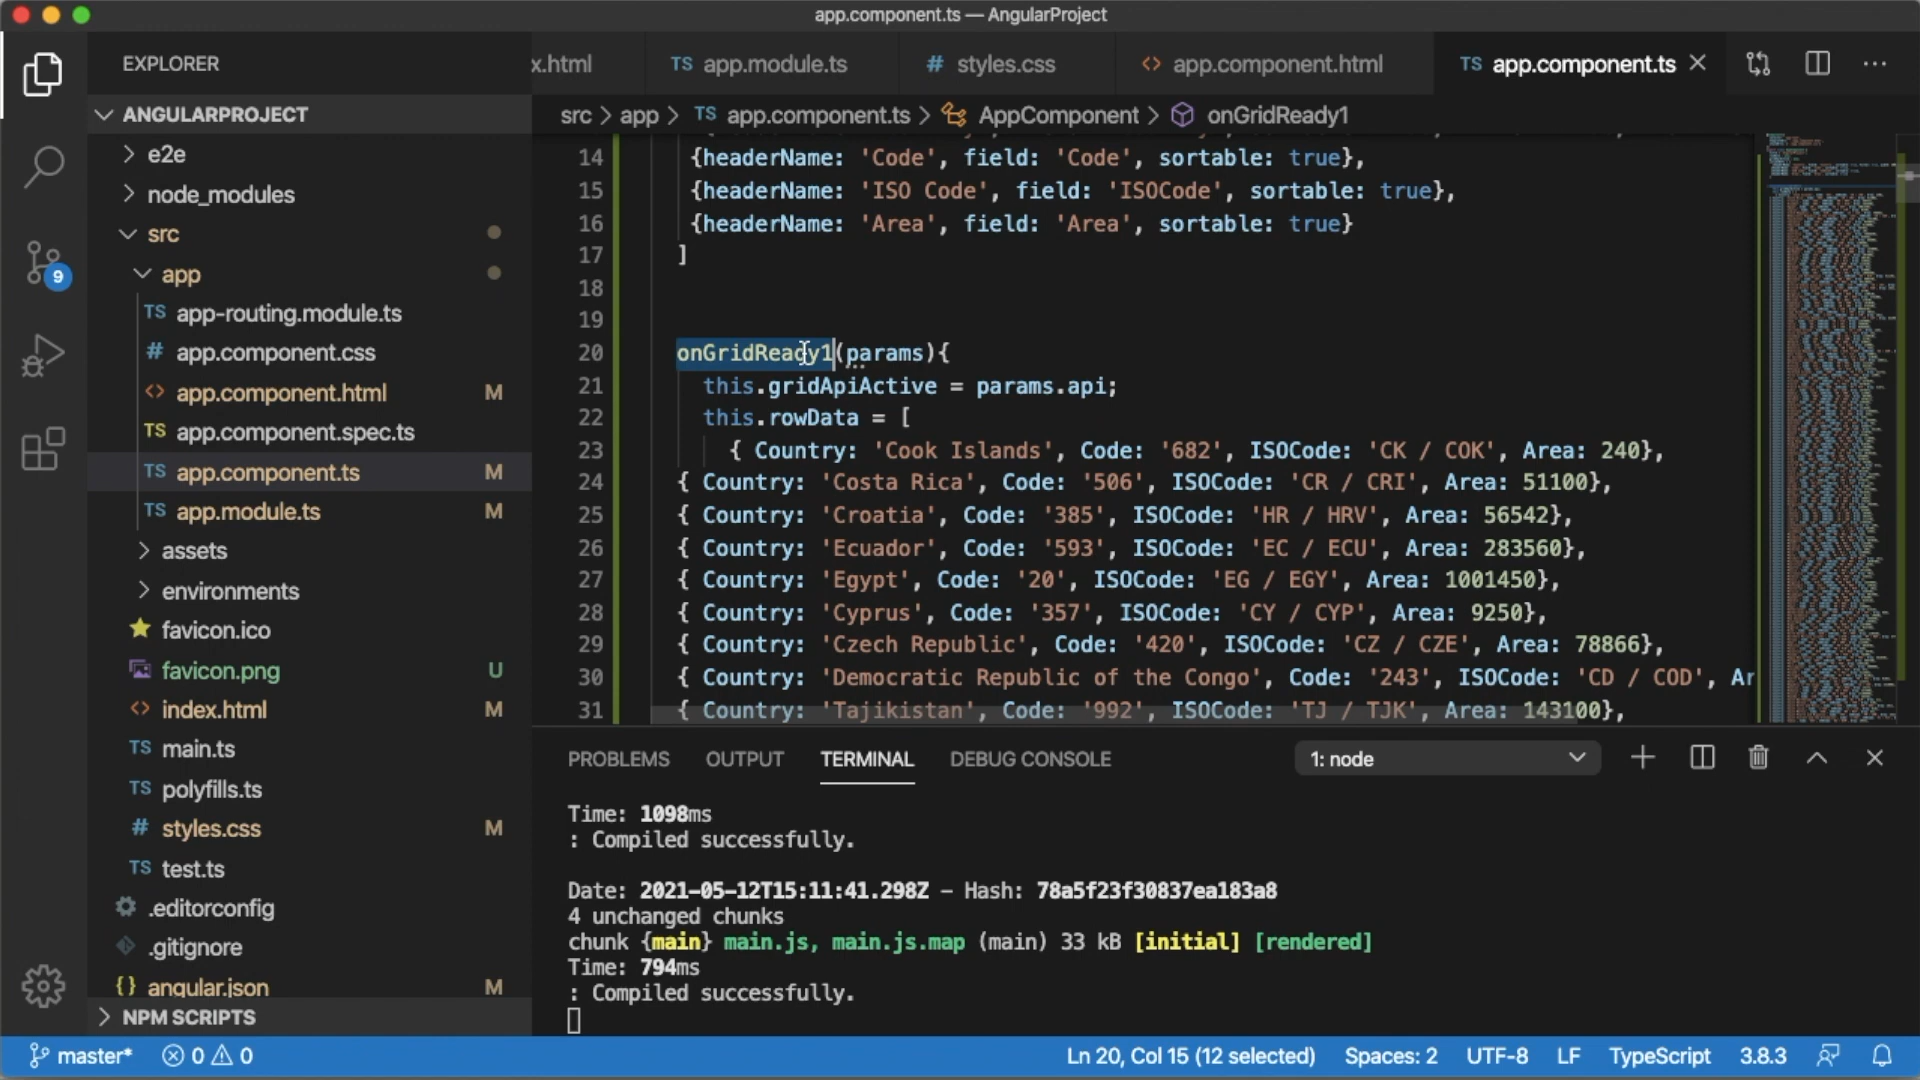 app.component.ts — AngularProject
EXPLORER
x.html
TS app.module.ts
# styles.css
<> app.component.html
TS app.component.ts
src > app > TS app.component.ts > AppComponent > onGridReady1
ANGULARPROJECT
e2e
node_modules
src
app
TS app-routing.module.ts
# app.component.css
<> app.component.html M
TS app.component.spec.ts
TS app.component.ts M
TS app.module.ts M
assets
environments
favicon.ico
favicon.png U
<> index.html M
TS main.ts
TS polyfills.ts
# styles.css M
TS test.ts
.editorconfig
.gitignore
{} angular.json M
NPM SCRIPTS
9
14 {headerName: 'Code', field: 'Code', sortable: true},
15 {headerName: 'ISO Code', field: 'ISOCode', sortable: true},
16 {headerName: 'Area', field: 'Area', sortable: true}
17 ]
18
19
20 onGridReady1(params){
21 this.gridApiActive = params.api;
22 this.rowData = [
23 { Country: 'Cook Islands', Code: '682', ISOCode: 'CK / COK', Area: 240},
24 { Country: 'Costa Rica', Code: '506', ISOCode: 'CR / CRI', Area: 51100},
25 { Country: 'Croatia', Code: '385', ISOCode: 'HR / HRV', Area: 56542},
26 { Country: 'Ecuador', Code: '593', ISOCode: 'EC / ECU', Area: 283560},
27 { Country: 'Egypt', Code: '20', ISOCode: 'EG / EGY', Area: 1001450},
28 { Country: 'Cyprus', Code: '357', ISOCode: 'CY / CYP', Area: 9250},
29 { Country: 'Czech Republic', Code: '420', ISOCode: 'CZ / CZE', Area: 78866},
30 { Country: 'Democratic Republic of the Congo', Code: '243', ISOCode: 'CD / COD', Ar
31 { Country: 'Tajikistan', Code: '992', ISOCode: 'TJ / TJK', Area: 143100},
PROBLEMS OUTPUT TERMINAL DEBUG CONSOLE 1: node
Time: 1098ms
: Compiled successfully.
Date: 2021-05-12T15:11:41.298Z - Hash: 78a5f23f30837ea183a8
4 unchanged chunks
chunk {main} main.js, main.js.map (main) 33 kB [initial] [rendered]
Time: 794ms
: Compiled successfully.
master* 0 0 Ln 20, Col 15 (12 selected) Spaces: 2 UTF-8 LF TypeScript 3.8.3